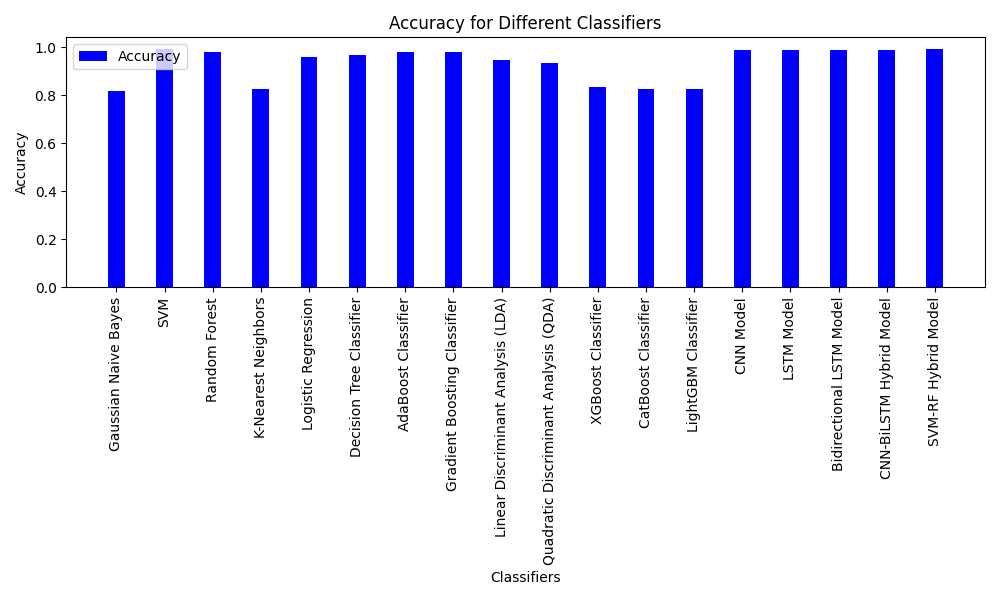 Accuracy for Different Classifiers
Accuracy
Accuracy
1.0
0.8
0.6
0.4
0.2
0.0
Gaussian Naive Bayes
SVM
Random Forest
K-Nearest Neighbors
Logistic Regression
Decision Tree Classifier
AdaBoost Classifier
Gradient Boosting Classifier
Linear Discriminant Analysis (LDA)
Quadratic Discriminant Analysis (QDA)
XGBoost Classifier
CatBoost Classifier
LightGBM Classifier
CNN Model
LSTM Model
Bidirectional LSTM Model
CNN-BiLSTM Hybrid Model
SVM-RF Hybrid Model
Classifiers